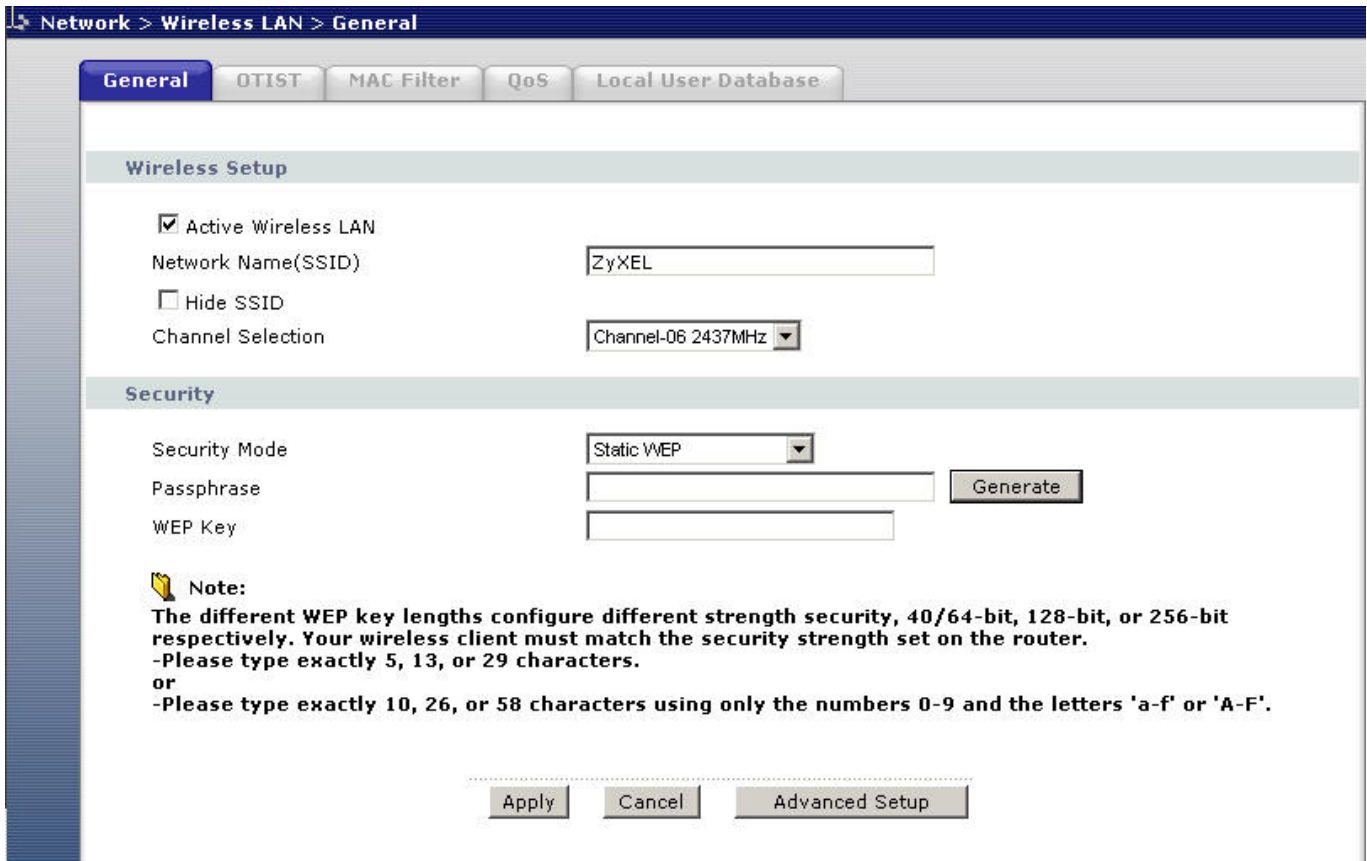 Network > Wireless LAN > General
General OTIST MAC Filter QoS Local User Database
Wireless Setup
Active Wireless LAN
Network Name(SSID) ZyXEL
Hide SSID
Channel Selection Channel-06 2437MHz
Security
Security Mode Static WEP
Passphrase Generate
WEP Key
Note:
The different WEP key lengths configure different strength security, 40/64-bit, 128-bit, or 256-bit
respectively. Your wireless client must match the security strength set on the router.
-Please type exactly 5, 13, or 29 characters.
or
-Please type exactly 10, 26, or 58 characters using only the numbers 0-9 and the letters 'a-f' or 'A-F'.
Apply Cancel Advanced Setup